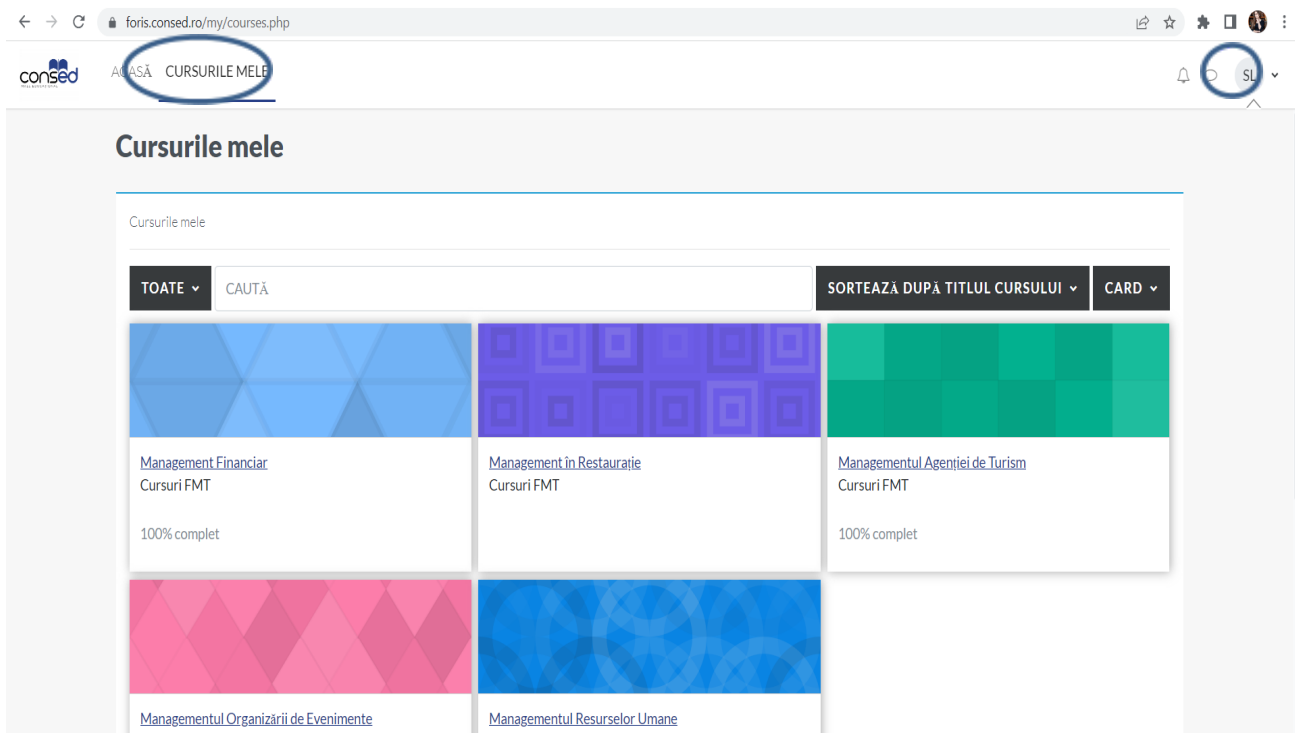 foris.consed.ro/my/courses.php
consed
ACASĂ CURSURILE MELE
SL
Cursurile mele
Cursurile mele
TOATE
CAUTĂ
SORTEAZĂ DUPĂ TITLUL CURSULUI
CARD
Management Financiar
Cursuri FMT
100% complet
Management în Restaurație
Cursuri FMT
Managementul Agenției de Turism
Cursuri FMT
100% complet
Managementul Organizării de Evenimente
Managementul Resurselor Umane